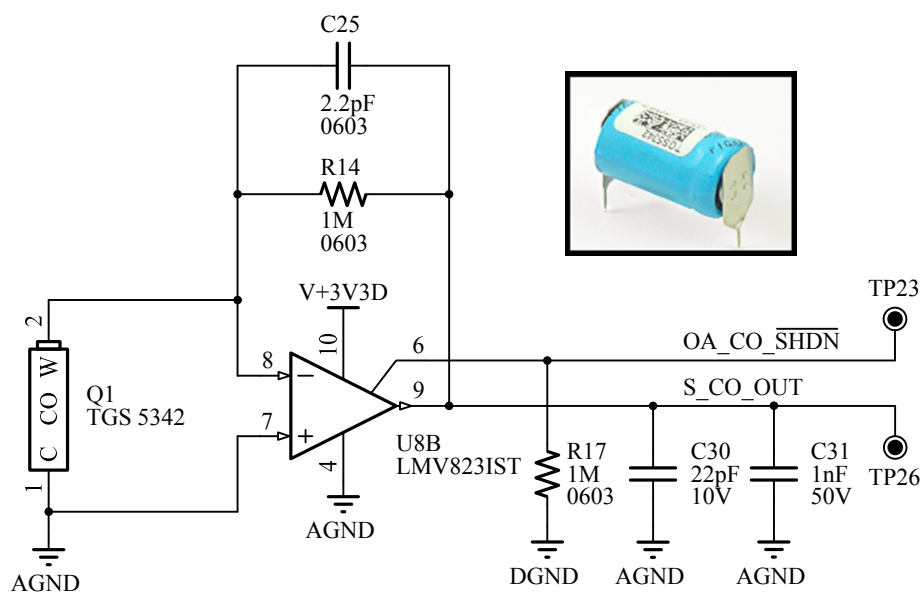 C25
2.2pF
0603
R14
1M
0603
TGS5342
V+3V3D
TP23
2
10
6
OA_CO_SHDN
8
9
S_CO_OUT
C CO W
Q1
TGS 5342
7
U8B
LMV823IST
4
R17
1M
0603
C30
22pF
10V
C31
1nF
50V
TP26
1
AGND
AGND
DGND
AGND
AGND